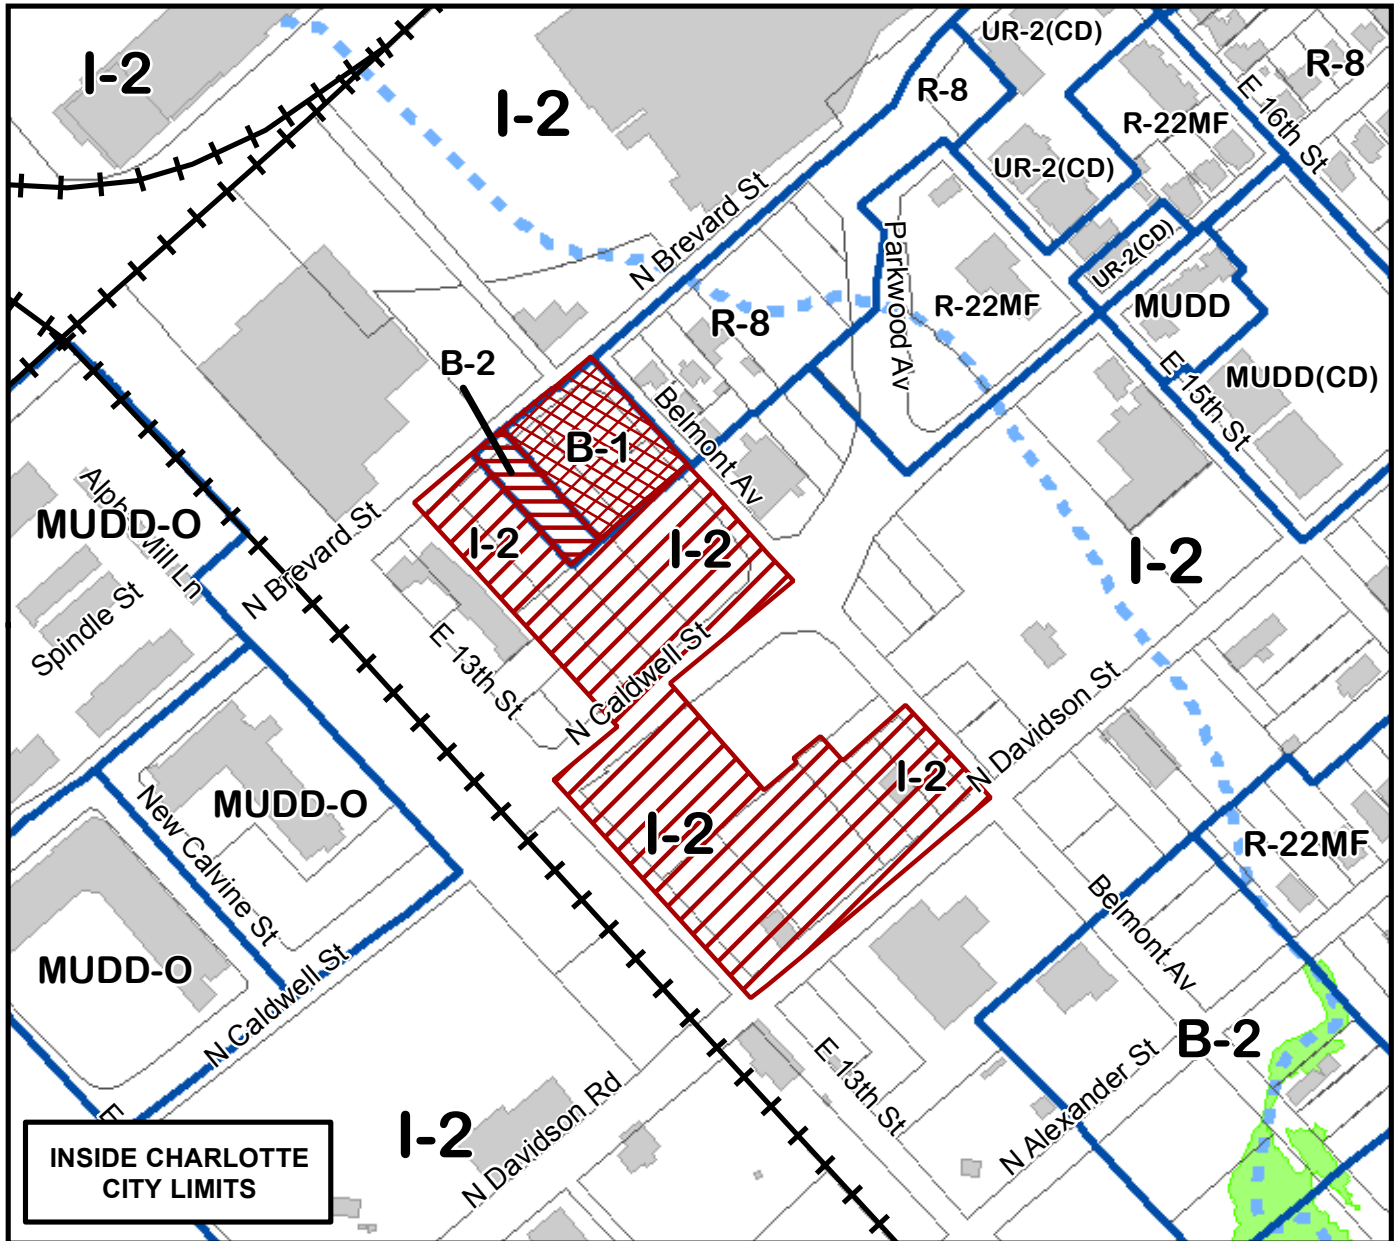 I-2
I-2
UR-2(CD)
R-8
R-8
E 16th St
R-22MF
UR-2(CD)
N Brevard St
Parkwood Av
UR-2(CD)
R-8
R-22MF
MUDD
B-2
E 15th St
MUDD(CD)
Belmont Av
B-1
Alpha Mill Ln
MUDD-O
N Brevard St
I-2
I-2
I-2
Spindle St
E 13th St
N Caldwell St
N Davidson St
New Calvine St
MUDD-O
I-2
I-2
R-22MF
Belmont Av
MUDD-O
N Caldwell St
B-2
E 13th St
N Alexander St
N Davidson Rd
I-2
E
INSIDE CHARLOTTE
CITY LIMITS